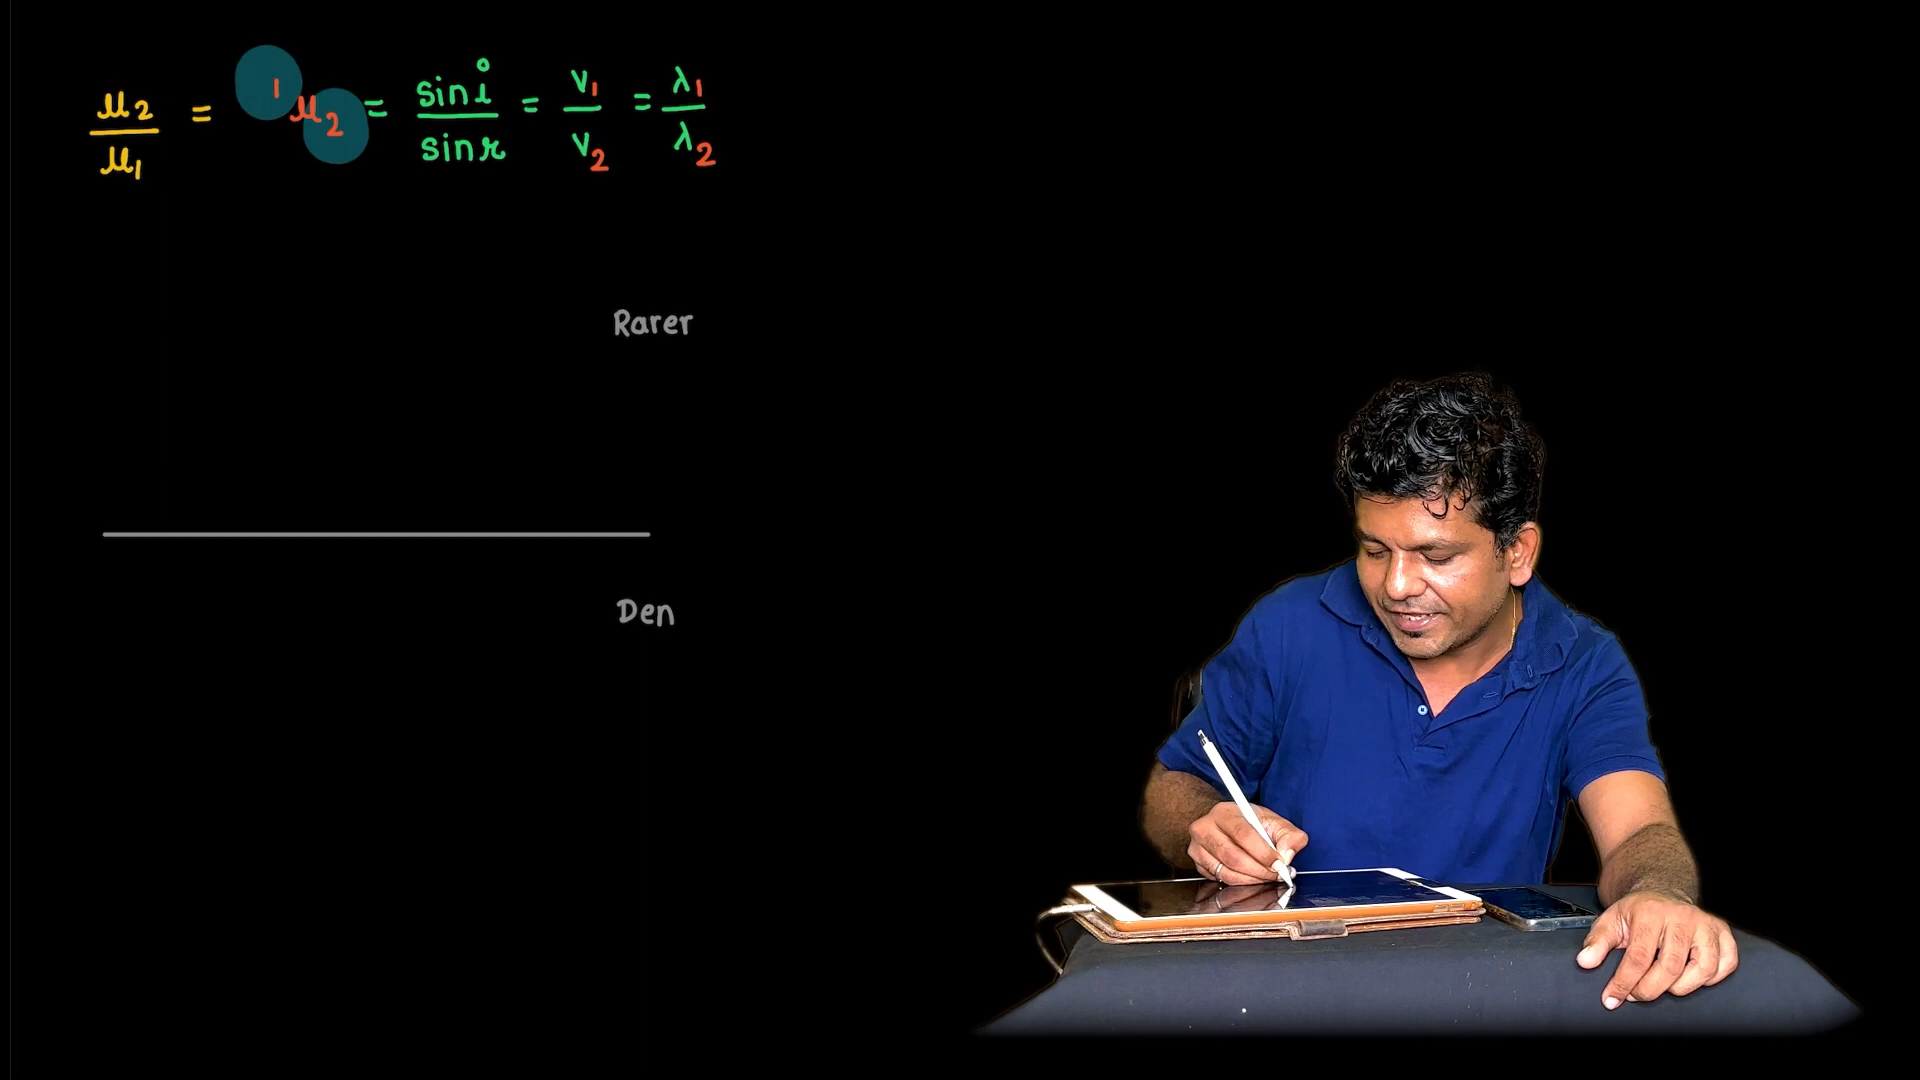 μ2/μ1 = ¹μ2 = sin i/sin r = v1/v2 = λ1/λ2
Rarer
Den